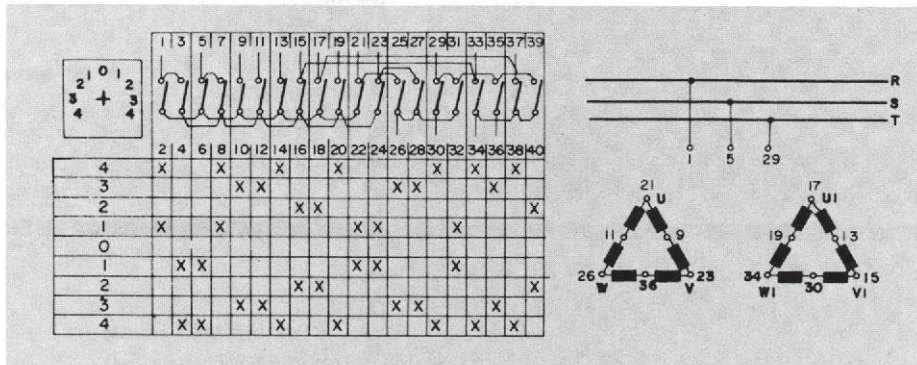 1 3 5 7 9 11 13 15 17 19 21 23 25 27 29 31 33 35 37 39
0
1 1
2 2
3 3
4 4
2 4 6 8 10 12 14 16 18 20 22 24 26 28 30 32 34 36 38 40
4 X X X X X X X
3 X X X X X
2 X X X
1 X X X X X
0
1 X X X X X
2 X X X
3 X X X X X
4 X X X X X X X
R
S
T
1 5 29
21 U
11 9
26 36 23
W V
17 U1
19 13
34 30 15
W1 V1